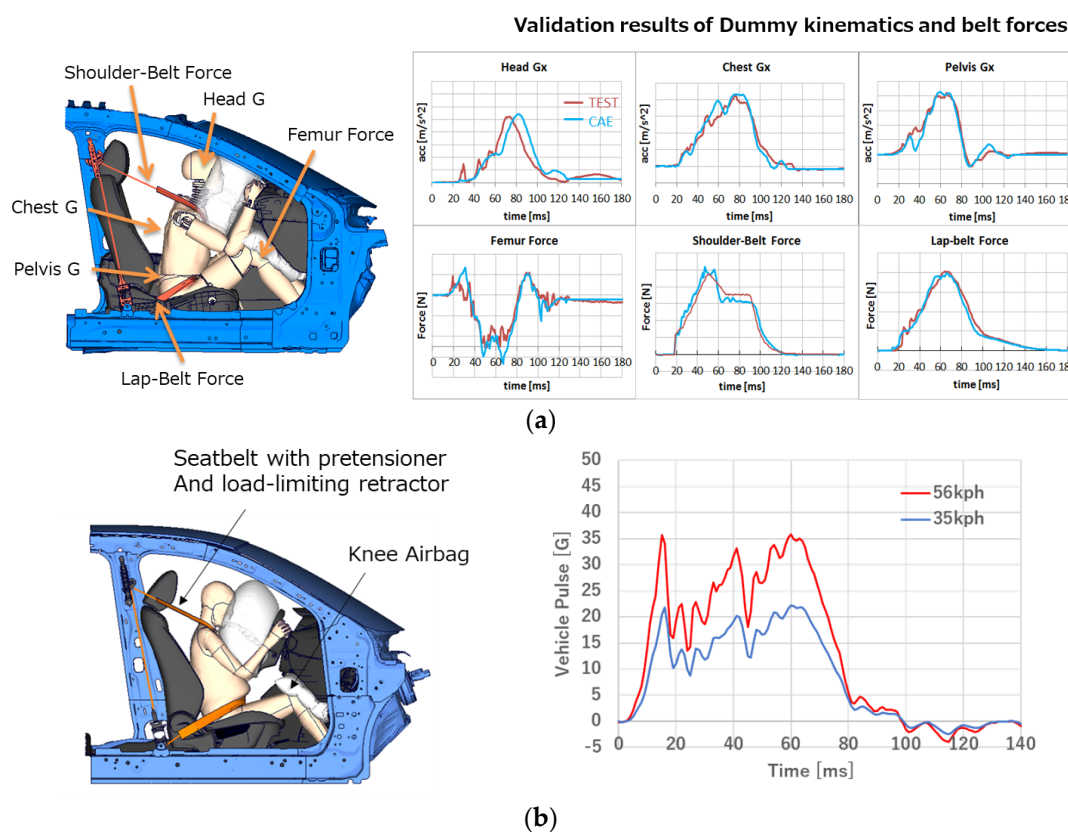 Validation results of Dummy kinematics and belt forces
Shoulder-Belt Force
Head G
Femur Force
Chest G
Pelvis G
Lap-Belt Force
Head Gx
acc [m/s^2]
TEST
CAE
0 20 40 60 80 100 120 140 160 180
time [ms]
Chest Gx
acc [m/s^2]
0 20 40 60 80 100 120 140 160 180
time [ms]
Pelvis Gx
acc [m/s^2]
0 20 40 60 80 100 120 140 160 180
time [ms]
Femur Force
Force [N]
0 20 40 60 80 100 120 140 160 180
time [ms]
Shoulder-Belt Force
Force [N]
0 20 40 60 80 100 120 140 160 180
time [ms]
Lap-belt Force
Force [N]
0 20 40 60 80 100 120 140 160 180
time [ms]
(a)
Seatbelt with pretensioner
And load-limiting retractor
Knee Airbag
Vehicle Pulse [G]
50
45
40
35
30
25
20
15
10
5
0
-5
56kph
35kph
0 20 40 60 80 100 120 140
Time [ms]
(b)